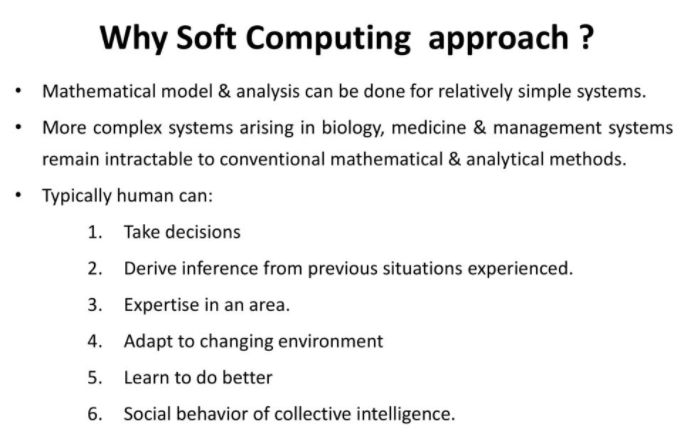 Why Soft Computing approach ?
• Mathematical model & analysis can be done for relatively simple systems.
• More complex systems arising in biology, medicine & management systems
remain intractable to conventional mathematical & analytical methods.
• Typically human can:
1. Take decisions
2. Derive inference from previous situations experienced.
3. Expertise in an area.
4. Adapt to changing environment
5. Learn to do better
6. Social behavior of collective intelligence.